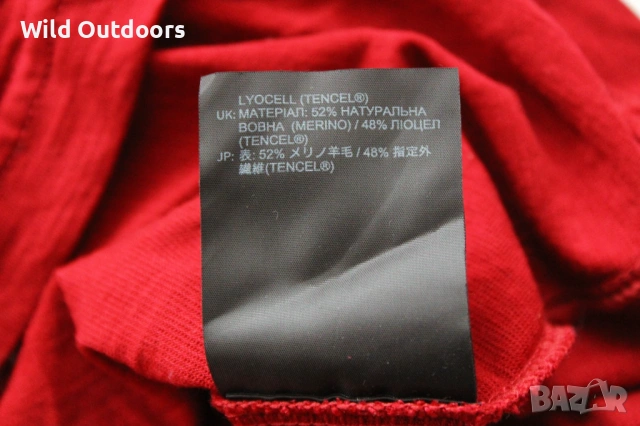 Wild Outdoors
LYOCELL (TENCEL®)
UK: МАТЕРІАЛ: 52% НАТУРАЛЬНА
ВОВНА (MERINO) / 48% ЛІОЦЕЛ
(TENCEL®)
JP: 表: 52% メリノ羊毛 / 48% 指定外
繊維(TENCEL®)
BAZAR